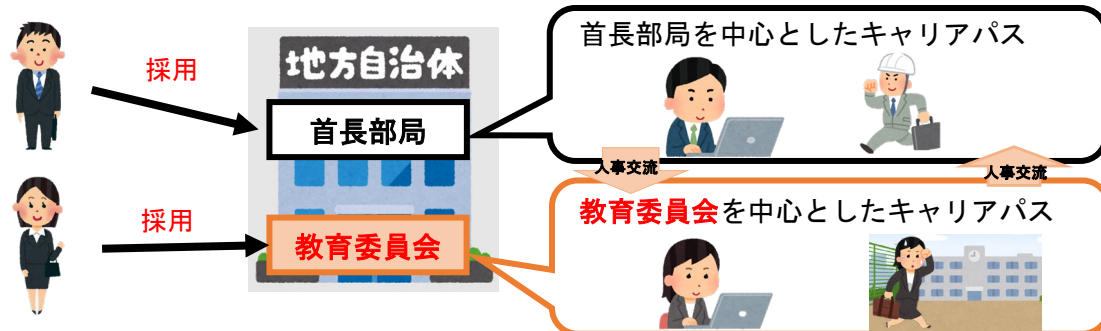 採用
採用
地方自治体
首長部局
教育委員会
首長部局を中心としたキャリアパス
人事交流
人事交流
教育委員会を中心としたキャリアパス